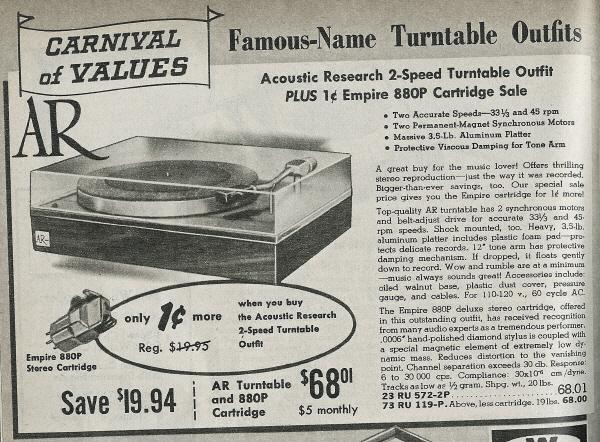 CARNIVAL
of VALUES
Famous-Name Turntable Outfits
Acoustic Research 2-Speed Turntable Outfit
PLUS 1¢ Empire 880P Cartridge Sale
AR
• Two Accurate Speeds—33⅓ and 45 rpm
• Two Permanent-Magnet Synchronous Motors
• Massive 3.5-Lb. Aluminum Platter
• Protective Viscous Damping for Tone Arm
A great buy for the music lover! Offers thrilling
stereo reproduction—just the way it was recorded.
Bigger-than-ever savings, too. Our special sale
price gives you the Empire cartridge for 1¢ more!
Top-quality AR turntable has 2 synchronous motors
and belt-adjust drive for accurate 33⅓ and 45-
rpm speeds. Shock mounted, too. Heavy, 3.5-lb.
aluminum platter includes plastic foam pad—pro-
tects delicate records. 12" tone arm has protective
damping mechanism. If dropped, it floats gently
down to record. Wow and rumble are at a minimum
—music always sounds great! Accessories include:
oiled walnut base, plastic dust cover, pressure
gauge, and cables. For 110-120 v., 60 cycle AC.
The Empire 880P deluxe stereo cartridge, offered
in this outstanding outfit, has received recognition
from many audio experts as a tremendous performer.
.0006" hand-polished diamond stylus is coupled with
a special magnetic element of extremely low dy-
namic mass. Reduces distortion to the vanishing
point. Channel separation exceeds 30 db. Response:
6 to 30 000 cps. Compliance: 30x10⁻⁶ cm/dyne.
Tracks as low as ½ gram. Shpg. wt., 20 lbs.
23 RU 572-2P 68.01
73 RU 119-P. Above, less cartridge. 19 lbs. 68.00
AR
only 1¢ more
Reg. $19.95
when you buy
the Acoustic Research
2-Speed Turntable
Outfit
Empire 880P
Stereo Cartridge
Save $19.94
AR Turntable
and 880P
Cartridge
$68.01
$5 monthly